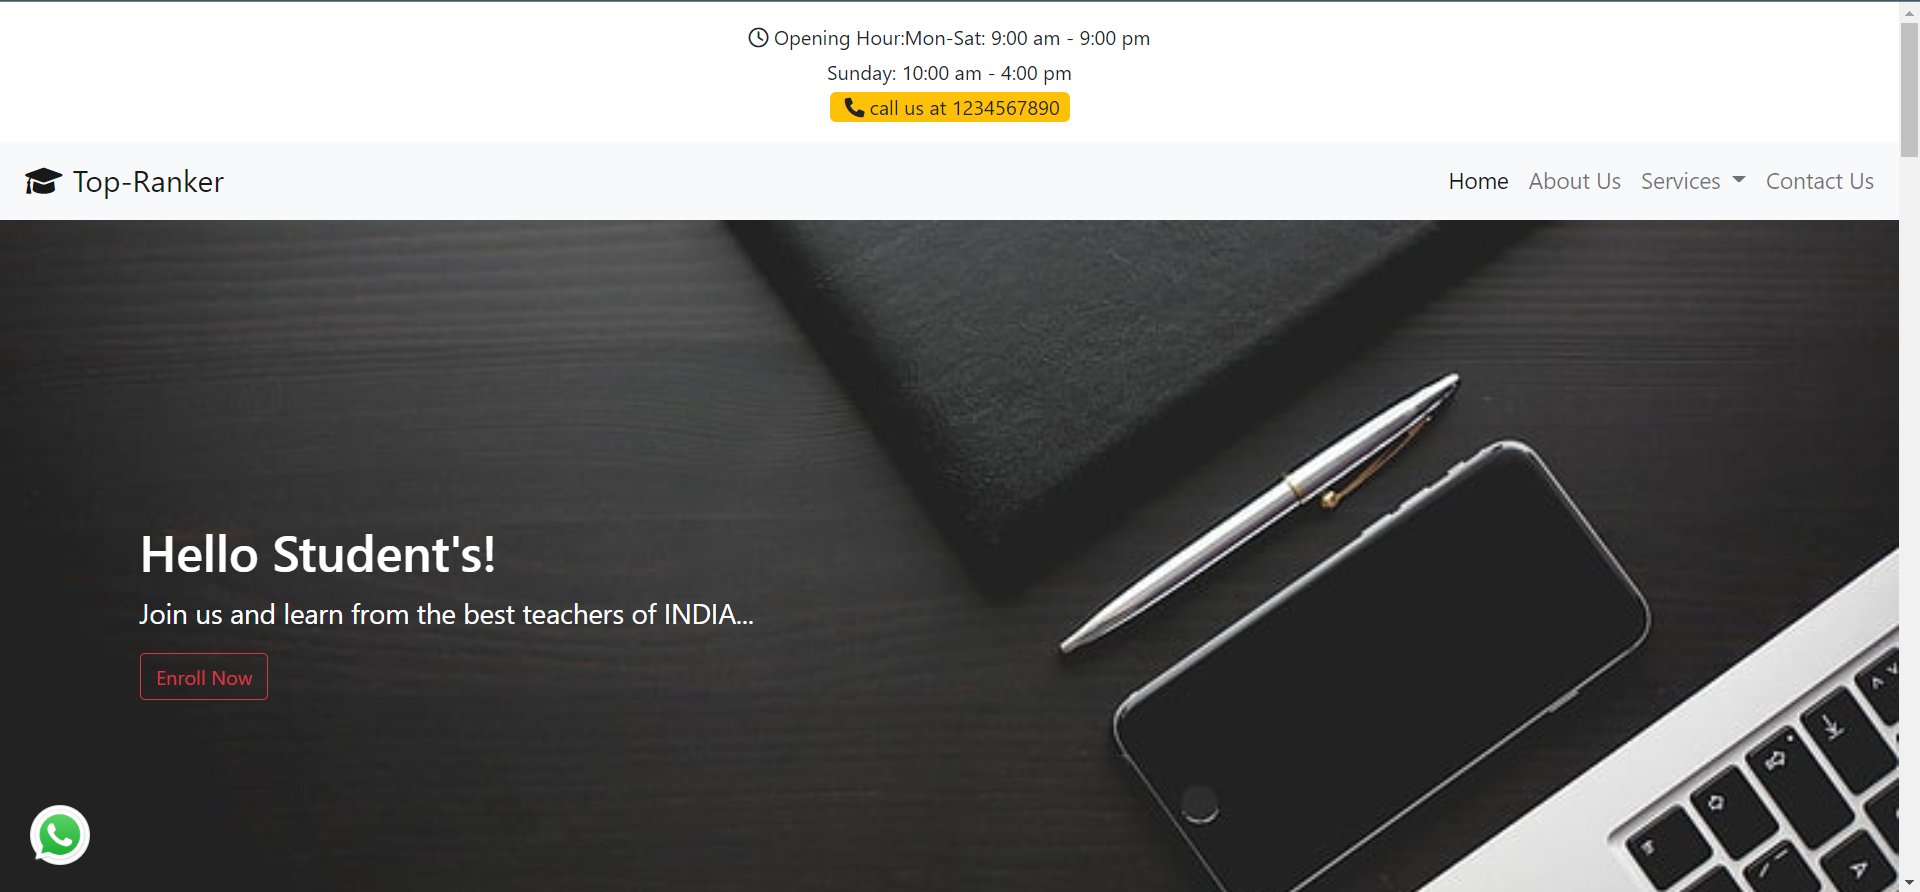 Opening Hour:Mon-Sat: 9:00 am - 9:00 pm
Sunday: 10:00 am - 4:00 pm
call us at 1234567890
Top-Ranker
Home About Us Services Contact Us
Hello Student's!
Join us and learn from the best teachers of INDIA...
Enroll Now